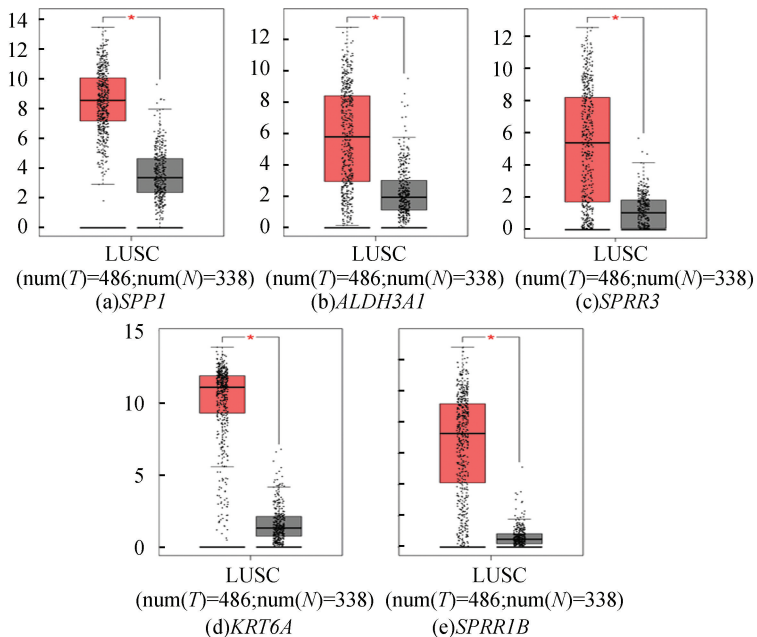 14
12
10
8
6
4
2
0
*
LUSC
(num(T)=486;num(N)=338)
(a)SPP1
12
10
8
6
4
2
0
*
LUSC
(num(T)=486;num(N)=338)
(b)ALDH3A1
12
10
8
6
4
2
0
*
LUSC
(num(T)=486;num(N)=338)
(c)SPRR3
15
10
5
0
*
LUSC
(num(T)=486;num(N)=338)
(d)KRT6A
*
LUSC
(num(T)=486;num(N)=338)
(e)SPRR1B